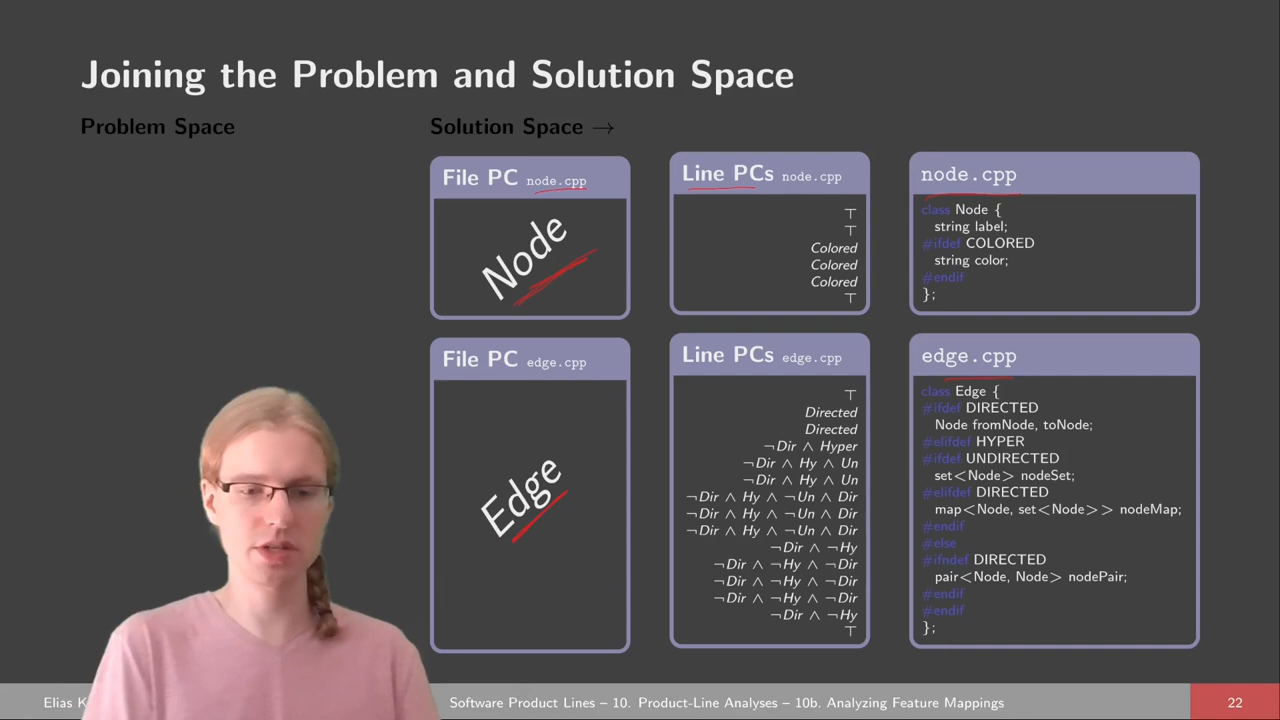 Joining the Problem and Solution Space
Problem Space
Solution Space →
File PC node.cpp
Node
Line PCs node.cpp
⊤
⊤
Colored
Colored
Colored
⊤
node.cpp
class Node {
string label;
#ifdef COLORED
string color;
#endif
};
File PC edge.cpp
Edge
Line PCs edge.cpp
⊤
Directed
Directed
¬Dir ∧ Hyper
¬Dir ∧ Hy ∧ Un
¬Dir ∧ Hy ∧ Un
¬Dir ∧ Hy ∧ ¬Un ∧ Dir
¬Dir ∧ Hy ∧ ¬Un ∧ Dir
¬Dir ∧ Hy ∧ ¬Un ∧ Dir
¬Dir ∧ ¬Hy
¬Dir ∧ ¬Hy ∧ ¬Dir
¬Dir ∧ ¬Hy ∧ ¬Dir
¬Dir ∧ ¬Hy ∧ ¬Dir
¬Dir ∧ ¬Hy
⊤
edge.cpp
class Edge {
#ifdef DIRECTED
Node fromNode, toNode;
#elifdef HYPER
#ifdef UNDIRECTED
set<Node> nodeSet;
#elifdef DIRECTED
map<Node, set<Node>> nodeMap;
#endif
#else
#ifndef DIRECTED
pair<Node, Node> nodePair;
#endif
#endif
};
Elias K
Software Product Lines – 10. Product-Line Analyses – 10b. Analyzing Feature Mappings
22